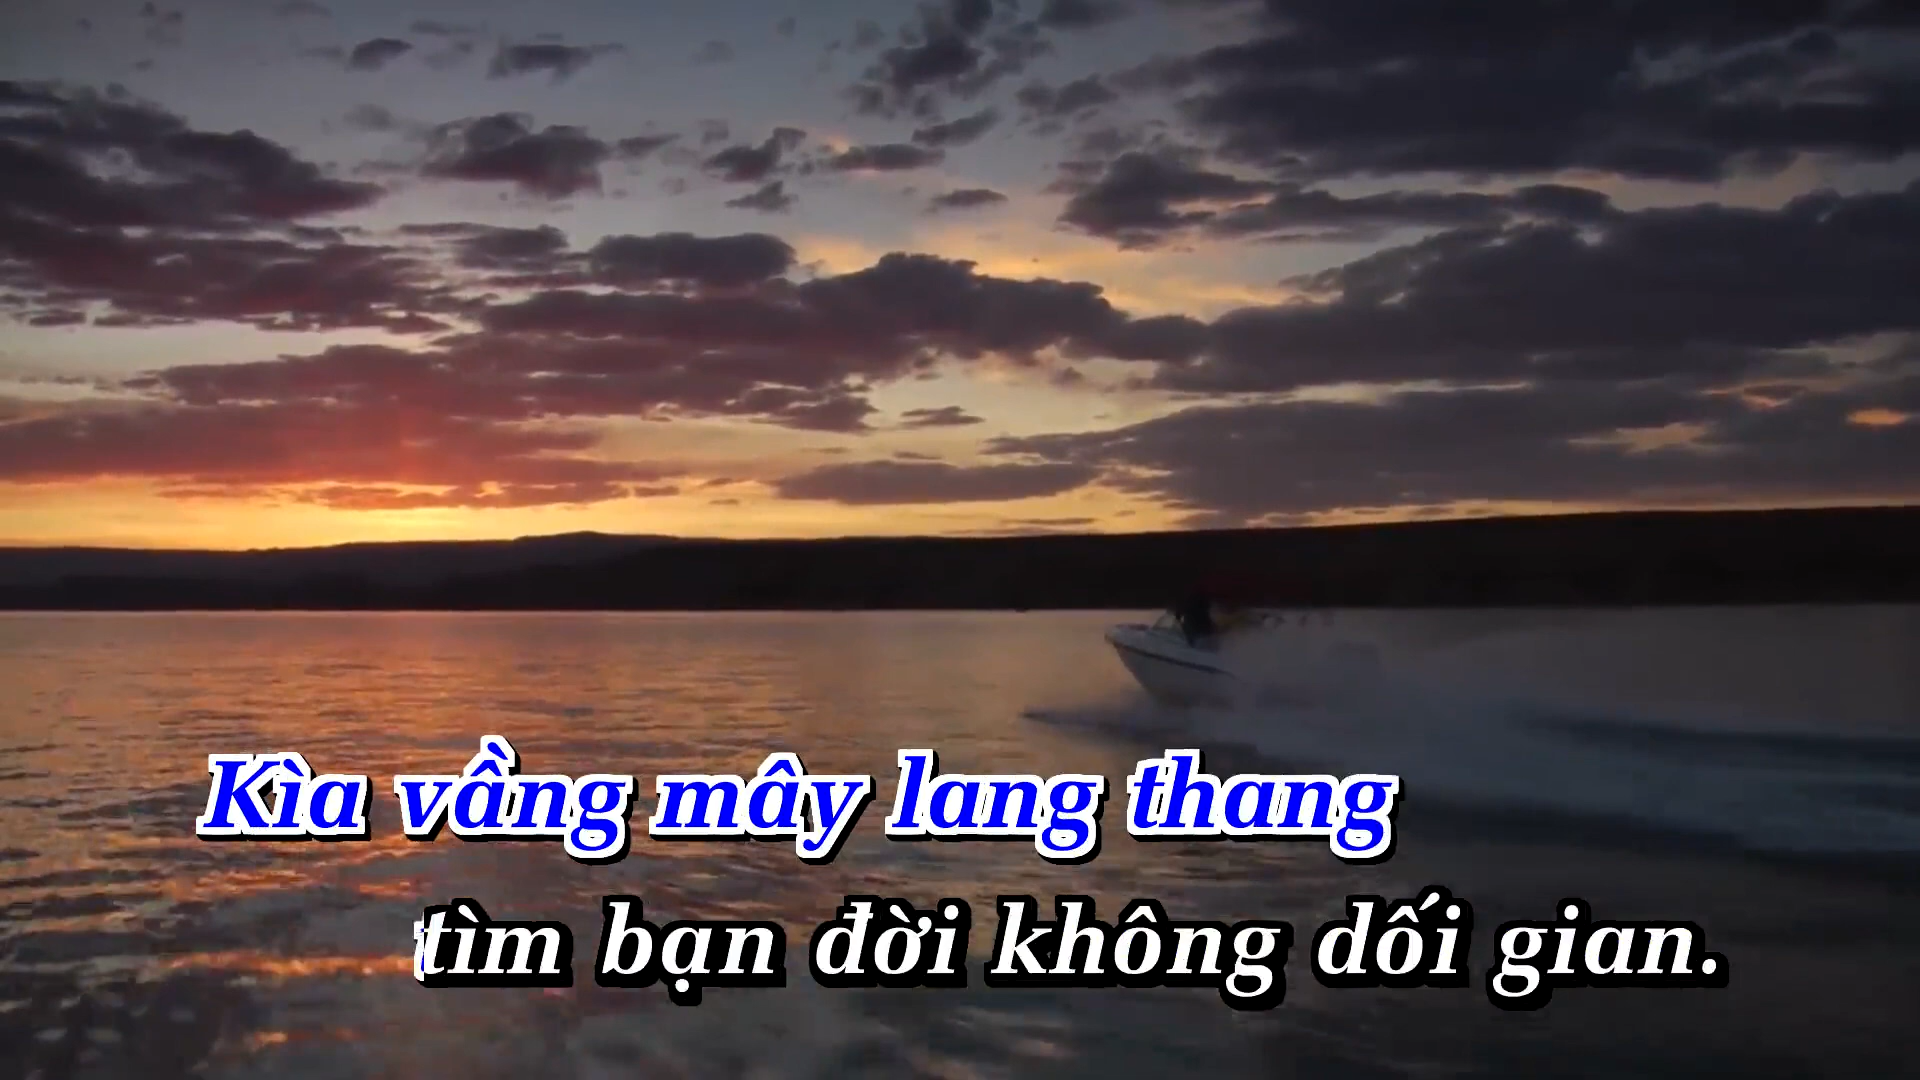 Kìa vầng mây lang thang
tìm bạn đời không dối gian.